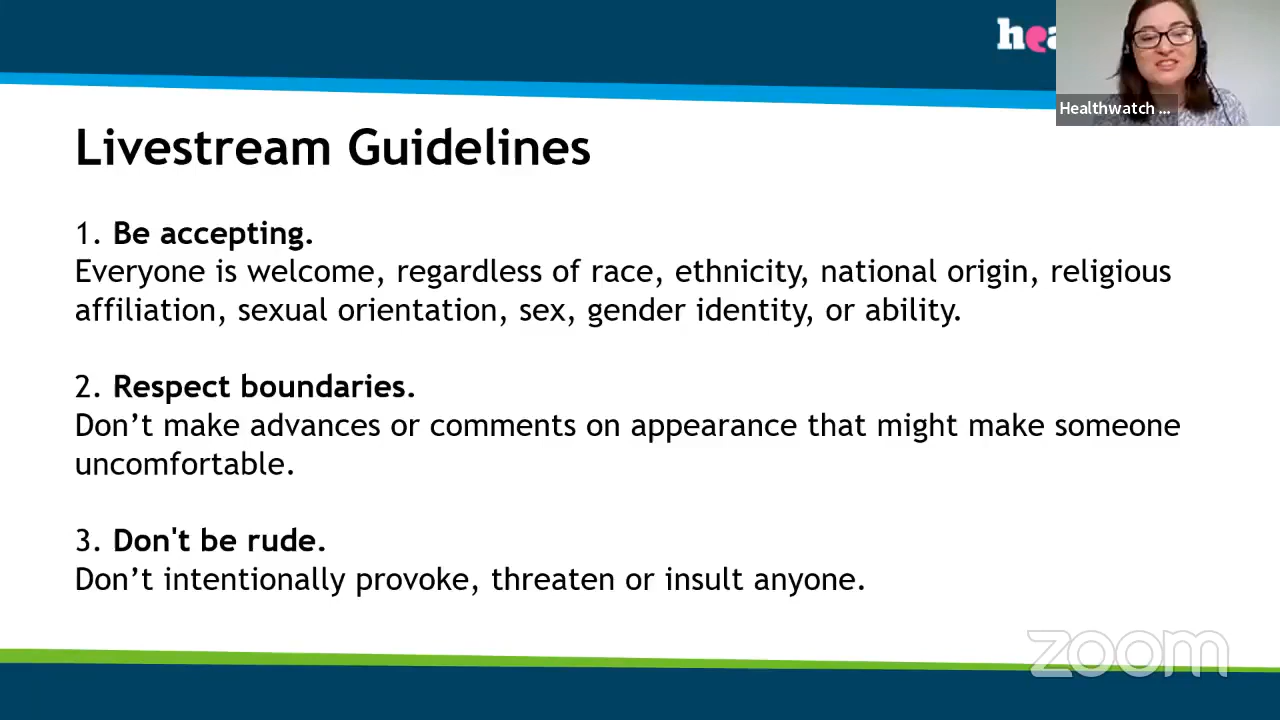 hea
Healthwatch ...
Livestream Guidelines
1. Be accepting.
Everyone is welcome, regardless of race, ethnicity, national origin, religious
affiliation, sexual orientation, sex, gender identity, or ability.
2. Respect boundaries.
Don’t make advances or comments on appearance that might make someone
uncomfortable.
3. Don't be rude.
Don’t intentionally provoke, threaten or insult anyone.
zoom